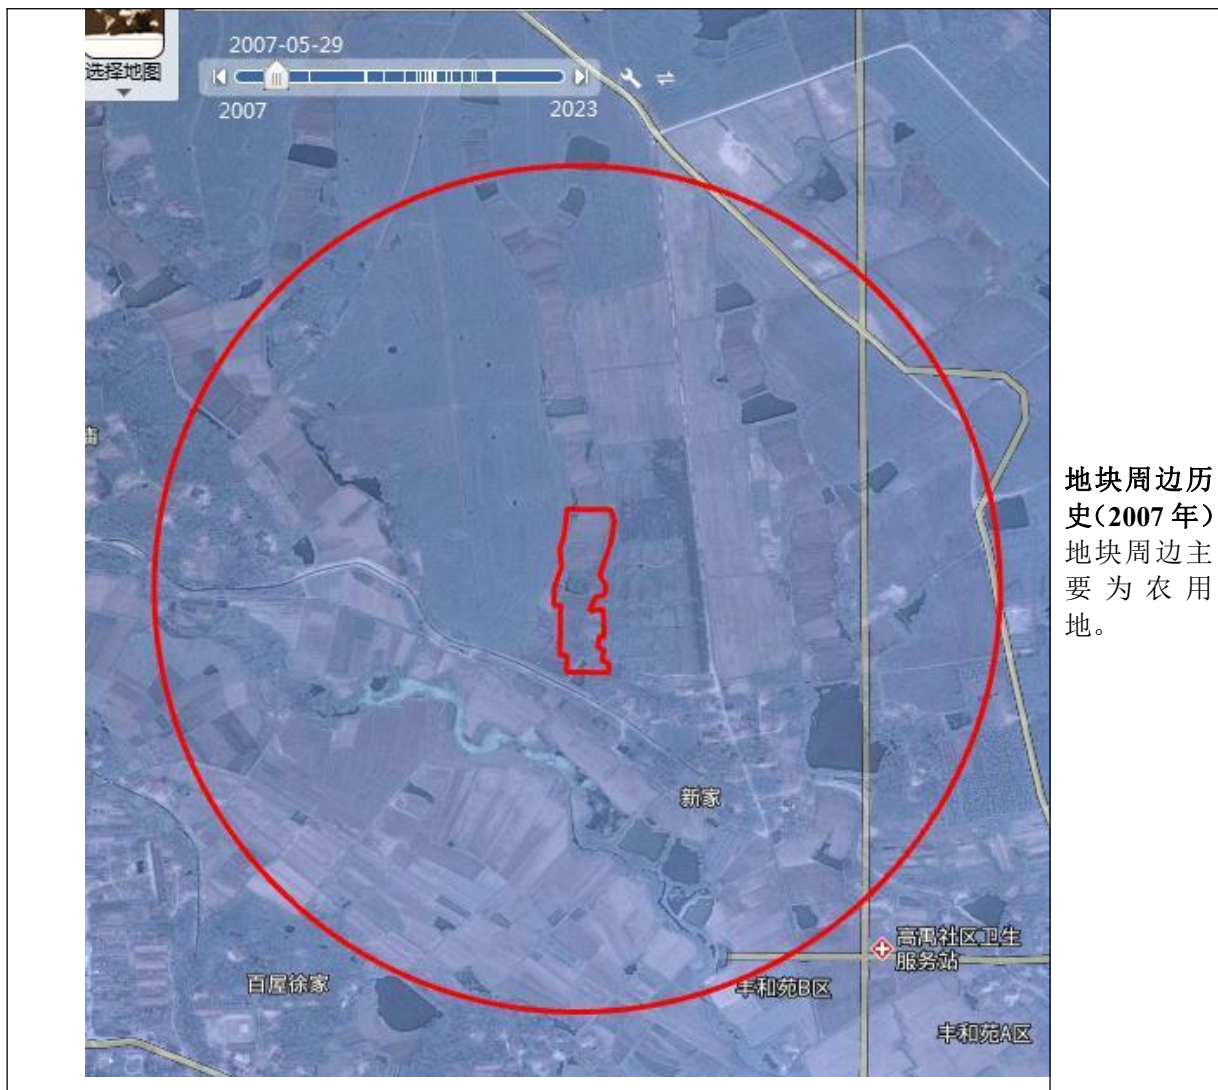 选择地图
2007-05-29
2007
2023
庙
新家
高禹社区卫生
服务站
百屋徐家
丰和苑B区
丰和苑A区
地块周边历
史（2007 年）
地块周边主
要为农用
地。